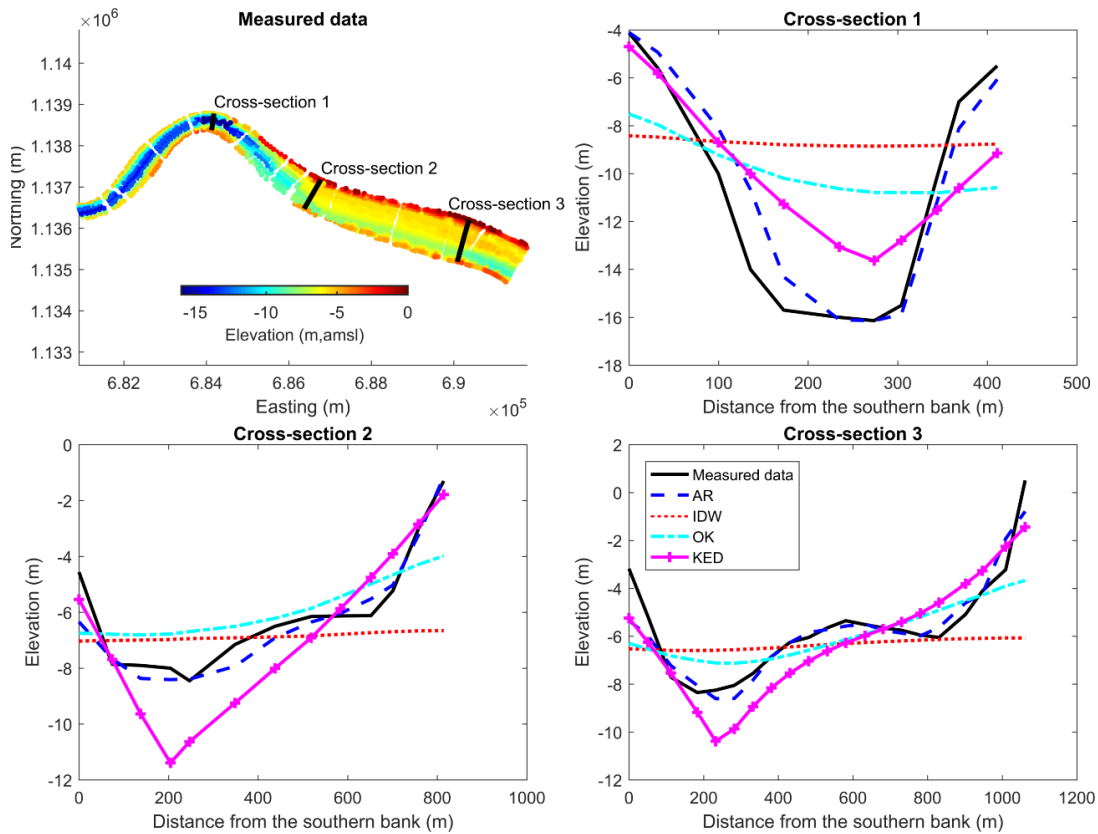 Measured data
×10⁶
1.14
1.139
1.138
1.137
1.136
1.135
1.134
1.133
Northing (m)
Cross-section 1
Cross-section 2
Cross-section 3
-15 -10 -5 0
Elevation (m,amsl)
6.82 6.84 6.86 6.88 6.9
Easting (m)
×10⁵
Cross-section 1
-4
-6
-8
-10
-12
-14
-16
-18
Elevation (m)
0 100 200 300 400 500
Distance from the southern bank (m)
Cross-section 2
0
-2
-4
-6
-8
-10
-12
Elevation (m)
0 200 400 600 800 1000
Distance from the southern bank (m)
Cross-section 3
2
0
-2
-4
-6
-8
-10
-12
Elevation (m)
Measured data
AR
IDW
OK
KED
0 200 400 600 800 1000 1200
Distance from the southern bank (m)